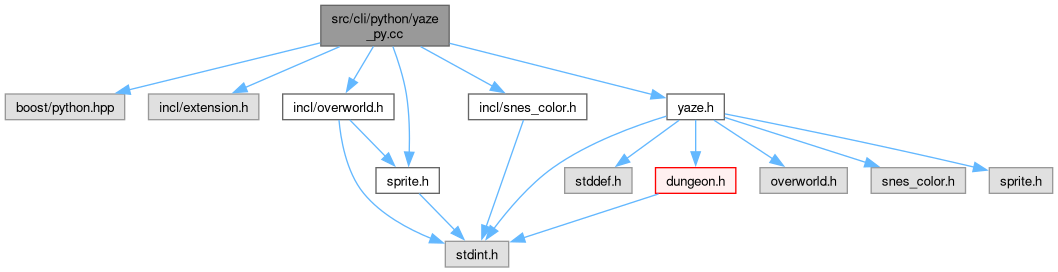 src/cli/python/yaze
_py.cc
boost/python.hpp
incl/extension.h
incl/overworld.h
incl/snes_color.h
yaze.h
sprite.h
stddef.h
dungeon.h
overworld.h
snes_color.h
sprite.h
stdint.h